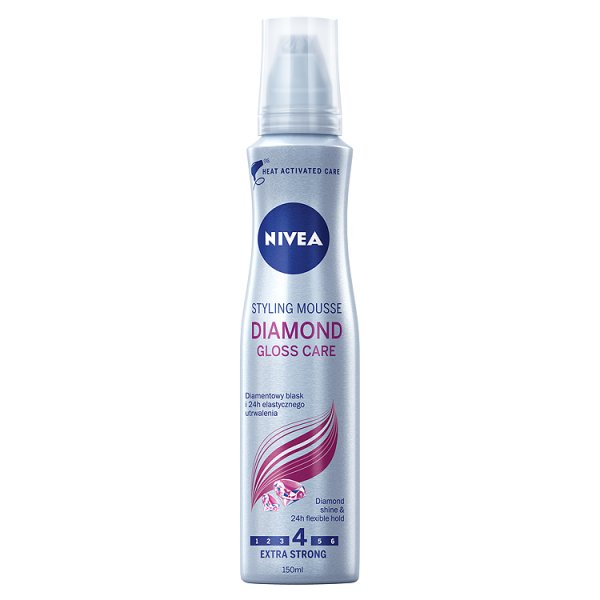 HEAT ACTIVATED CARE
NIVEA
STYLING MOUSSE
DIAMOND
GLOSS CARE
Diamentowy blask
i 24h elastycznego
utrwalenia
Diamond
shine &
24h flexible hold
1 2 3 4 5 6
EXTRA STRONG
150ml